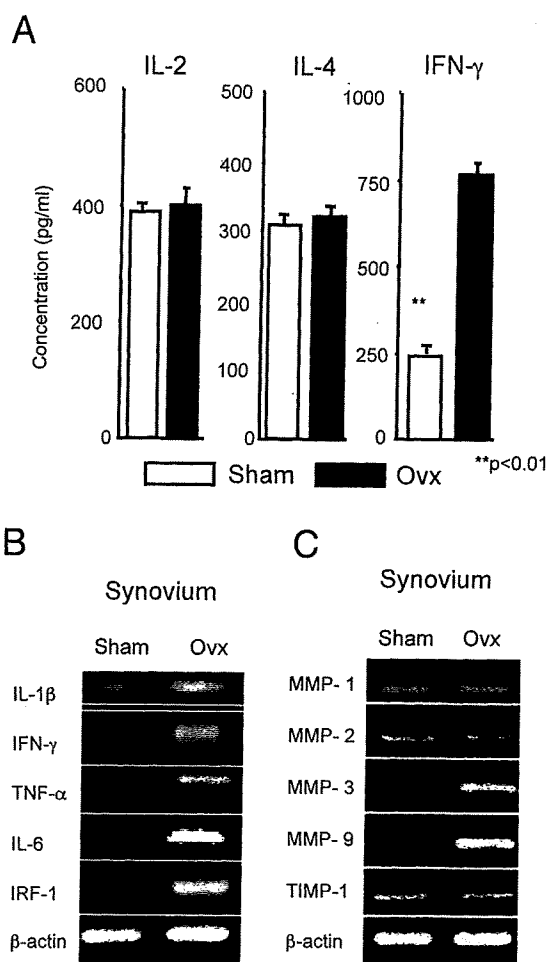 A
IL-2 IL-4 IFN-γ
Concentration (pg/ml)
600
400
200
0
500
400
300
200
100
0
1000
750
500
250
0
**
Sham Ovx
**p<0.01
B
Synovium
Sham Ovx
IL-1β
IFN-γ
TNF-α
IL-6
IRF-1
β-actin
C
Synovium
Sham Ovx
MMP- 1
MMP- 2
MMP- 3
MMP- 9
TIMP-1
β-actin